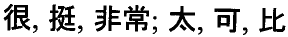 很, 挺, 非常; 太, 可, 比